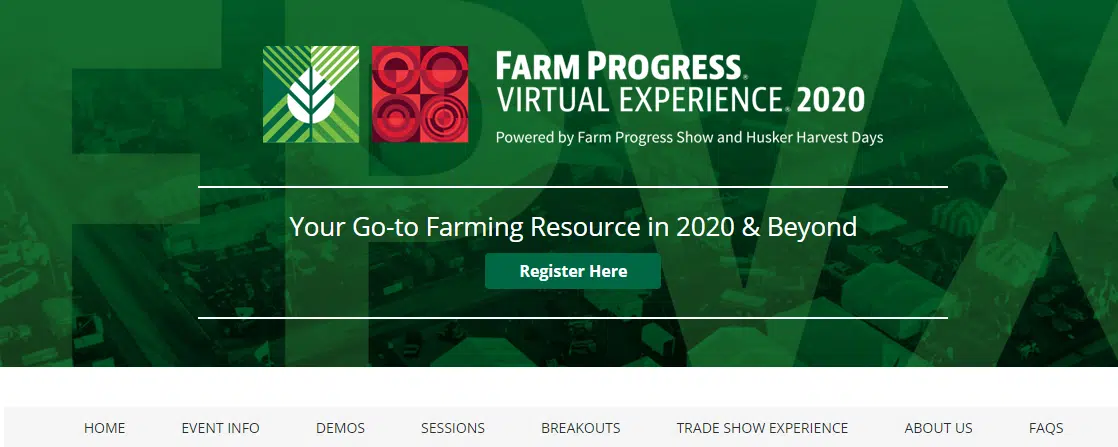 FPVX
FARM PROGRESS®
VIRTUAL EXPERIENCE® 2020
Powered by Farm Progress Show and Husker Harvest Days
Your Go-to Farming Resource in 2020 & Beyond
Register Here
HOME EVENT INFO DEMOS SESSIONS BREAKOUTS TRADE SHOW EXPERIENCE ABOUT US FAQS